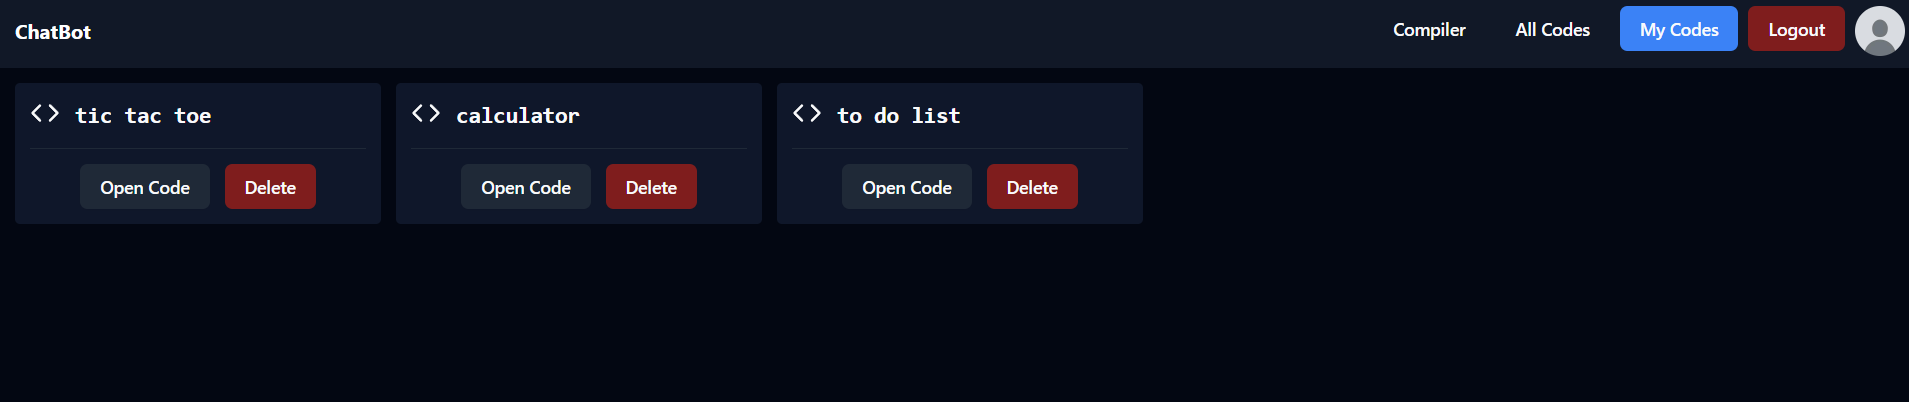 ChatBot
Compiler
All Codes
My Codes
Logout
tic tac toe
calculator
to do list
Open Code
Delete
Open Code
Delete
Open Code
Delete